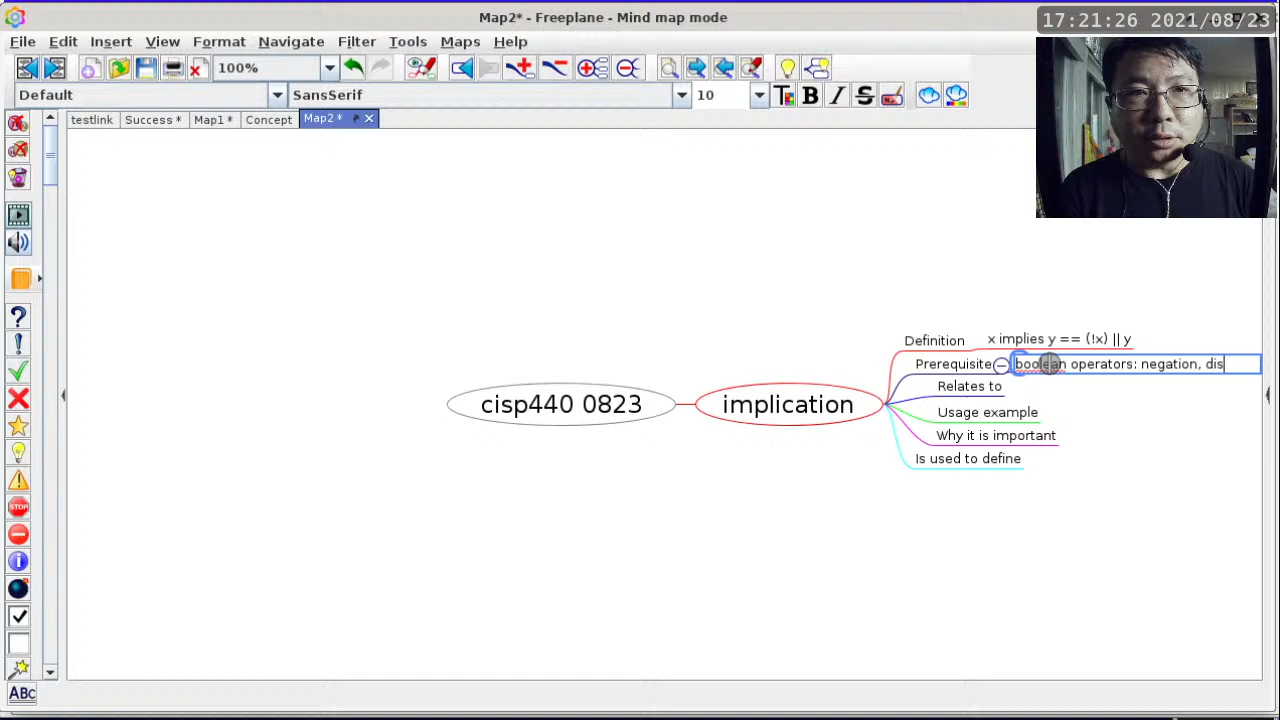 Map2* - Freeplane - Mind map mode
17:21:26 2021/08/23
File Edit Insert View Format Navigate Filter Tools Maps Help
100%
Default SansSerif 10 B I S
testlink Success * Map1 * Concept Map2 *
Definition x implies y == (!x) || y
Prerequisite boolean operators: negation, dis
Relates to
cisp440 0823 implication
Usage example
Why it is important
Is used to define
STOP
ABC